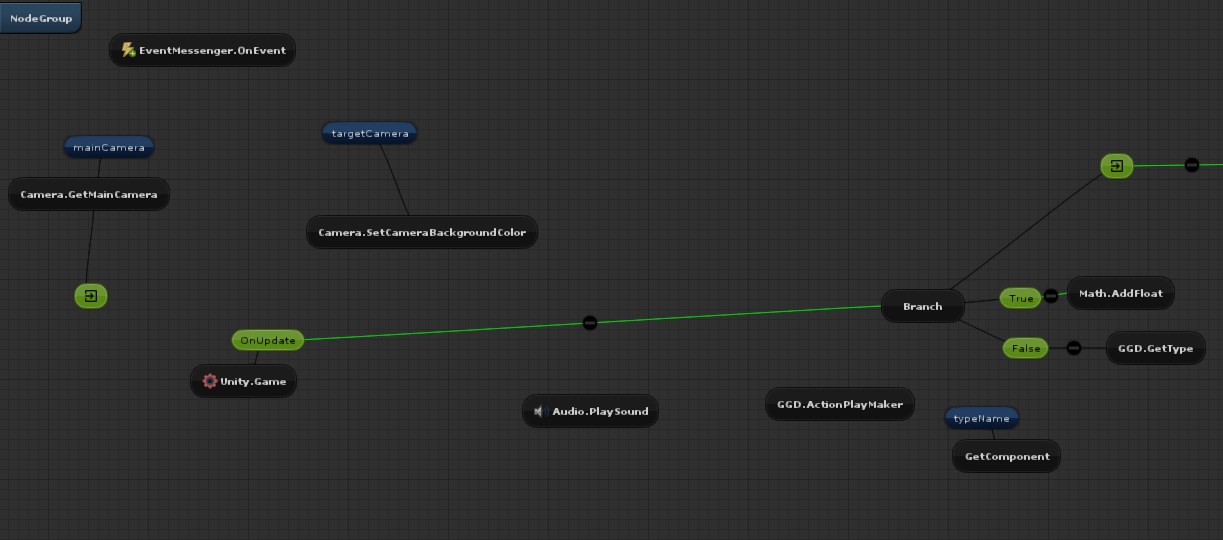 NodeGroup
EventMessenger.OnEvent
targetCamera
mainCamera
Camera.GetMainCamera
Camera.SetCameraBackgroundColor
Branch
True
Math.AddFloat
OnUpdate
False
GGD.GetType
Unity.Game
Audio.PlaySound
GGD.ActionPlayMaker
typeName
GetComponent